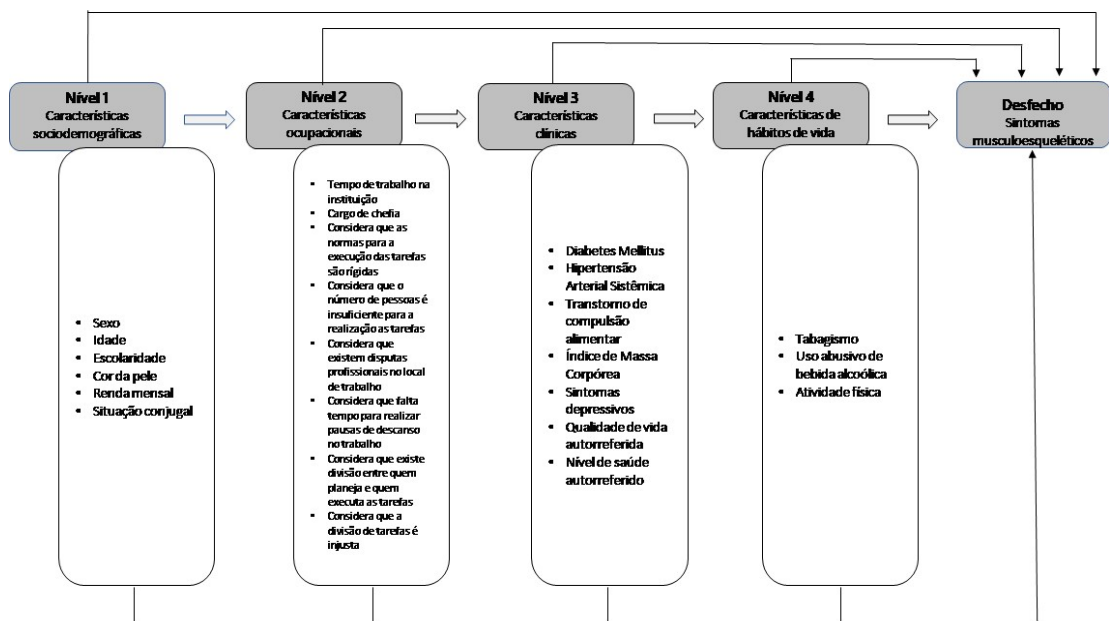 Nível 1
Características
sociodemográficas
Nível 2
Características
ocupacionais
Nível 3
Características
clínicas
Nível 4
Características de
hábitos de vida
Desfecho
Sintomas
musculoesqueléticos
▪ Sexo
▪ Idade
▪ Escolaridade
▪ Cor da pele
▪ Renda mensal
▪ Situação conjugal
▪ Tempo de trabalho na
instituição
▪ Cargo de chefia
▪ Considera que as
normas para a
execução das tarefas
são rígidas
▪ Considera que o
número de pessoas é
insuficiente para a
realização as tarefas
▪ Considera que
existem disputas
profissionais no local
de trabalho
▪ Considera que falta
tempo para realizar
pausas de descanso
no trabalho
▪ Considera que existe
divisão entre quem
planeja e quem
executa as tarefas
▪ Considera que a
divisão de tarefas é
injusta
• Diabetes Mellitus
• Hipertensão
Arterial Sistêmica
• Transtorno de
compulsão
alimentar
• Índice de Massa
Corpórea
• Sintomas
depressivos
• Qualidade de vida
autorreferida
• Nível de saúde
autorreferido
▪ Tabagismo
▪ Uso abusivo de
bebida alcoólica
▪ Atividade física